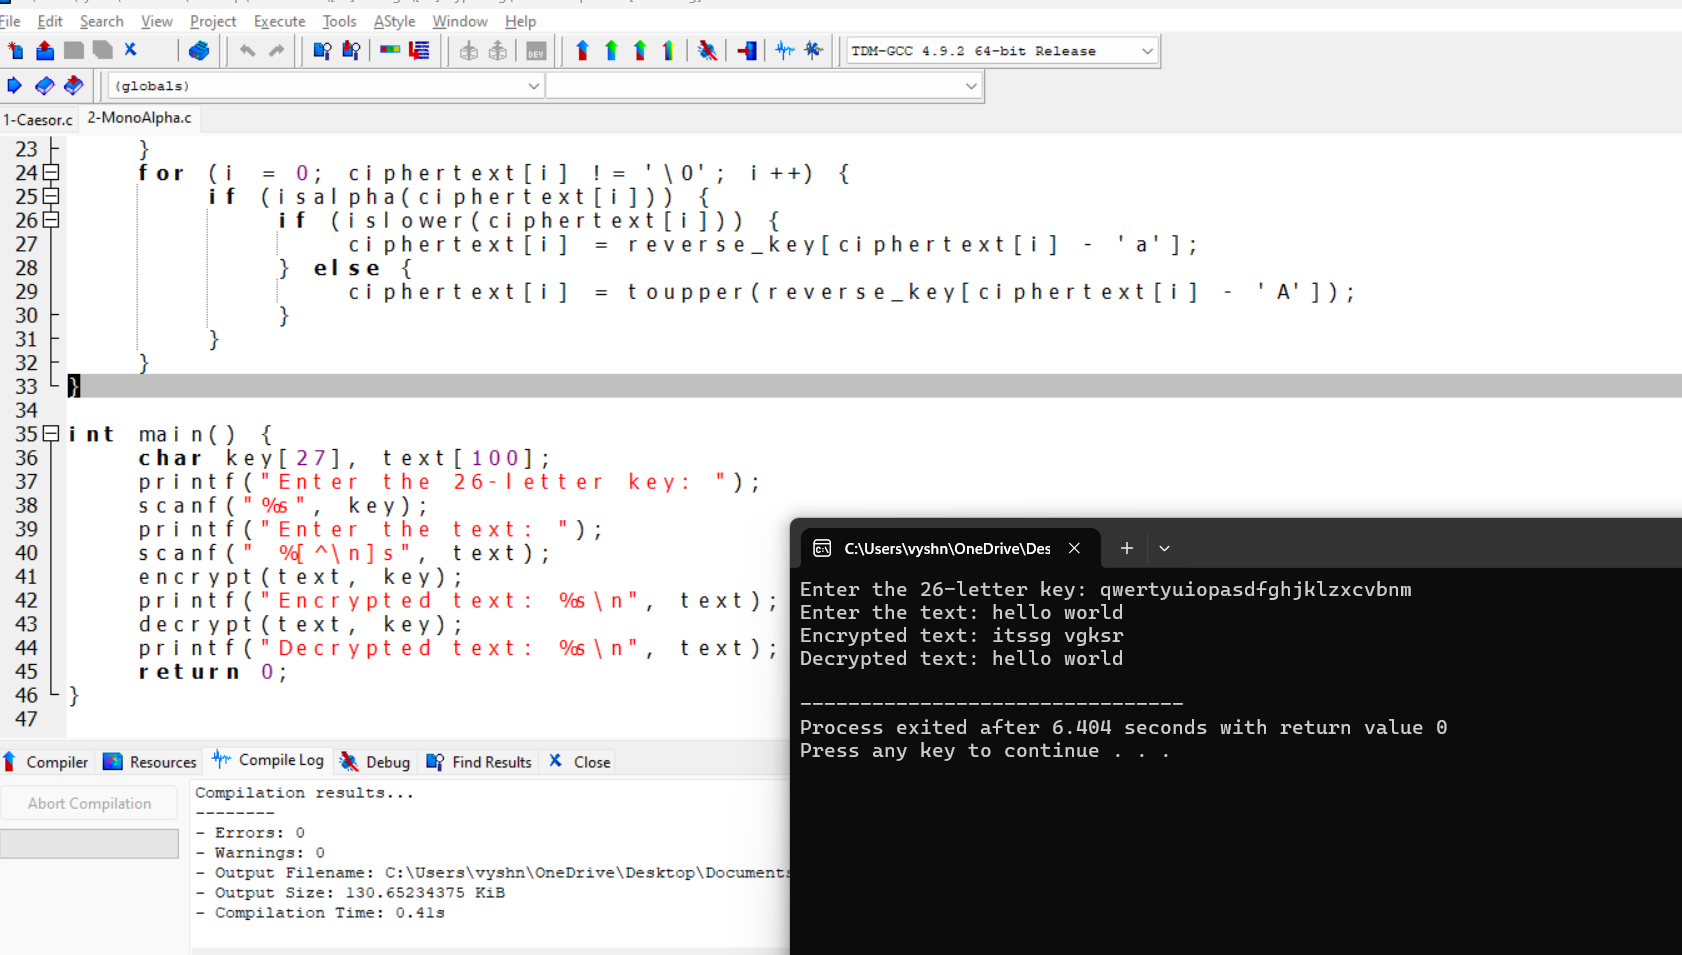 File Edit Search View Project Execute Tools AStyle Window Help
TDM-GCC 4.9.2 64-bit Release
(globals)
1-Caesor.c 2-MonoAlpha.c
23 }
24 for (i = 0; ciphertext[i] != '\0'; i++) {
25 if (isalpha(ciphertext[i])) {
26 if (islower(ciphertext[i])) {
27 ciphertext[i] = reverse_key[ciphertext[i] - 'a'];
28 } else {
29 ciphertext[i] = toupper(reverse_key[ciphertext[i] - 'A']);
30 }
31 }
32 }
33 }
34
35 int main() {
36 char key[27], text[100];
37 printf("Enter the 26-letter key: ");
38 scanf("%s", key);
39 printf("Enter the text: ");
40 scanf(" %[^\n]s", text);
41 encrypt(text, key);
42 printf("Encrypted text: %s\n", text);
43 decrypt(text, key);
44 printf("Decrypted text: %s\n", text);
45 return 0;
46 }
47
C:\Users\vyshn\OneDrive\Des
Enter the 26-letter key: qwertyuiopasdfghjklzxcvbnm
Enter the text: hello world
Encrypted text: itssg vgksr
Decrypted text: hello world
--------------------------------
Process exited after 6.404 seconds with return value 0
Press any key to continue . . .
Compiler Resources Compile Log Debug Find Results Close
Abort Compilation
Compilation results...
--------
- Errors: 0
- Warnings: 0
- Output Filename: C:\Users\vyshn\OneDrive\Desktop\Documents
- Output Size: 130.65234375 KiB
- Compilation Time: 0.41s